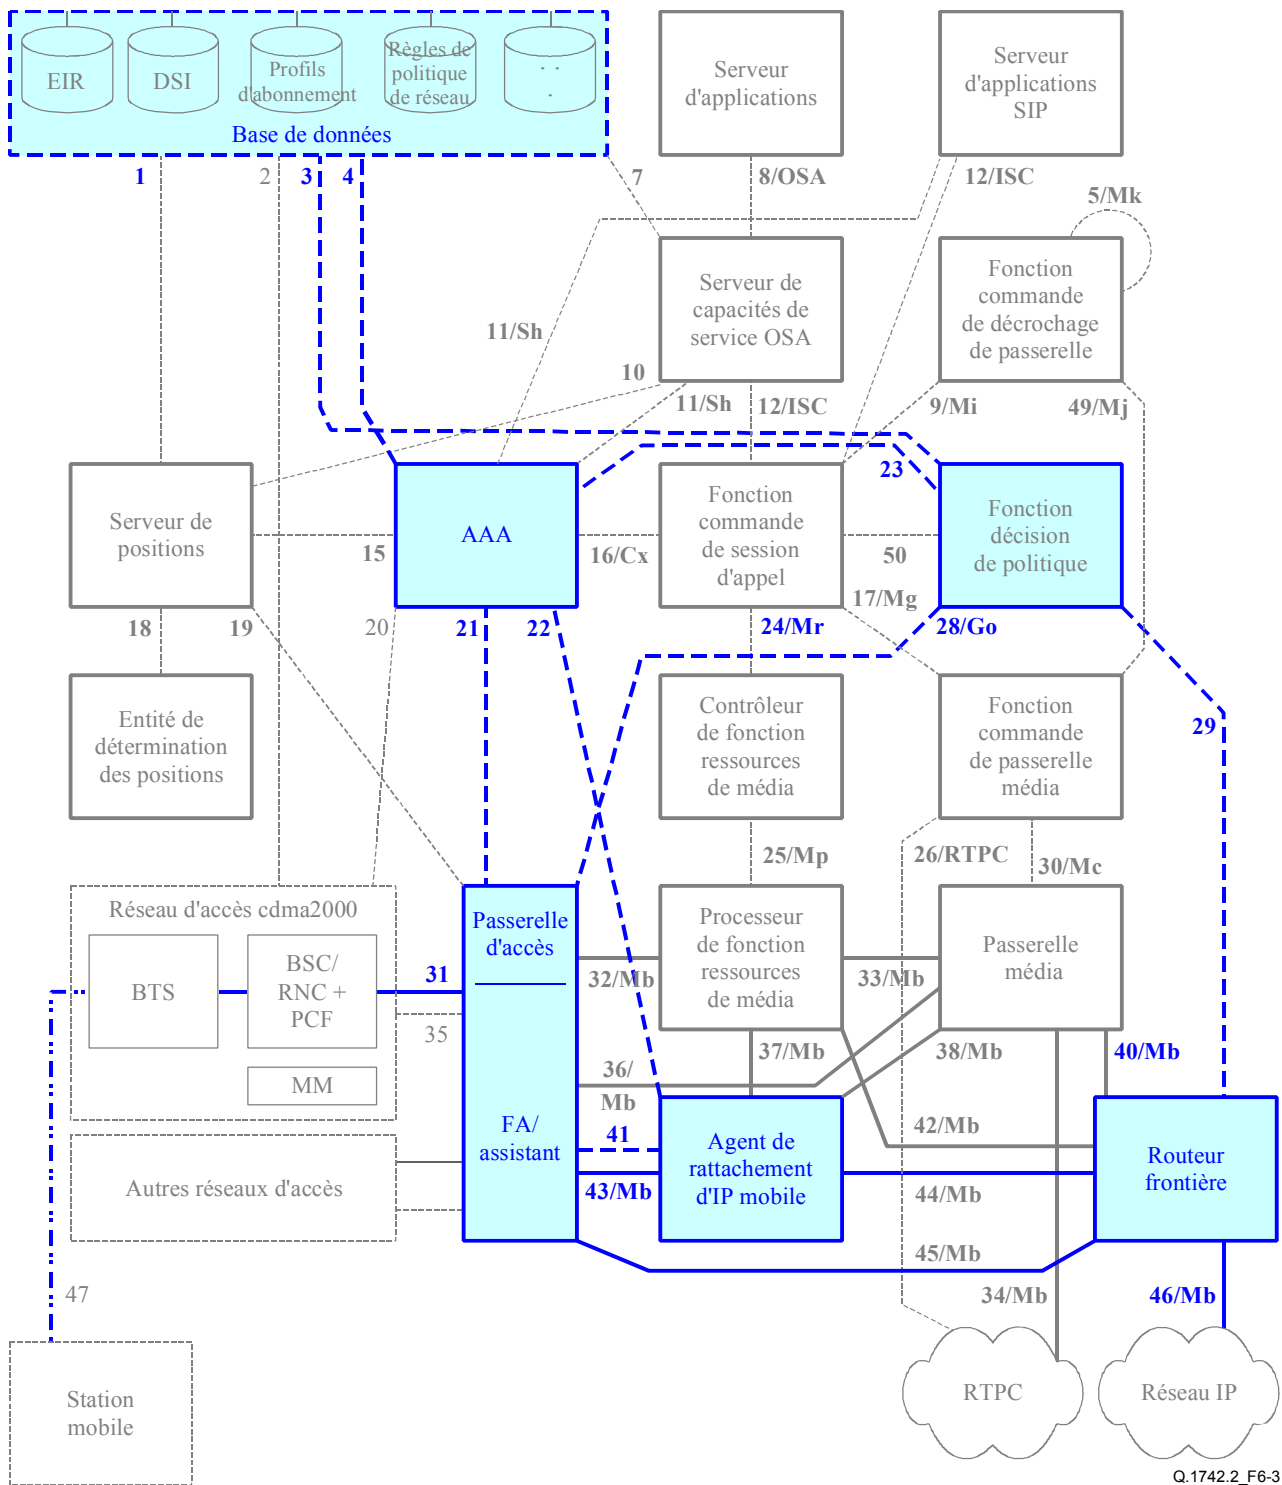 EIR
DSI
Profils
d'abonnement
Règles de
politique
de réseau
. .
.
Base de données
Serveur
d'applications
Serveur
d'applications
SIP
1
2
3
4
7
8/OSA
12/ISC
5/Mk
Serveur de
capacités de
service OSA
Fonction
commande
de décrochage
de passerelle
11/Sh
10
11/Sh
12/ISC
9/Mi
49/Mj
23
Serveur de
positions
15
AAA
16/Cx
Fonction
commande
de session
d'appel
50
Fonction
décision
de politique
17/Mg
18
19
20
21
22
24/Mr
28/Go
Entité de
détermination
des positions
Contrôleur
de fonction
ressources
de média
Fonction
commande
de passerelle
média
29
25/Mp
26/RTPC
30/Mc
Réseau d'accès cdma2000
BTS
BSC/
RNC +
PCF
MM
31
35
Passerelle
d'accès
FA/
assistant
32/Mb
Processeur
de fonction
ressources
de média
33/Mb
Passerelle
média
36/
Mb
37/Mb
38/Mb
40/Mb
41
42/Mb
Autres réseaux d'accès
43/Mb
Agent de
rattachement
d'IP mobile
44/Mb
Routeur
frontière
45/Mb
47
34/Mb
46/Mb
Station
mobile
RTPC
Réseau IP
Q.1742.2_F6-3